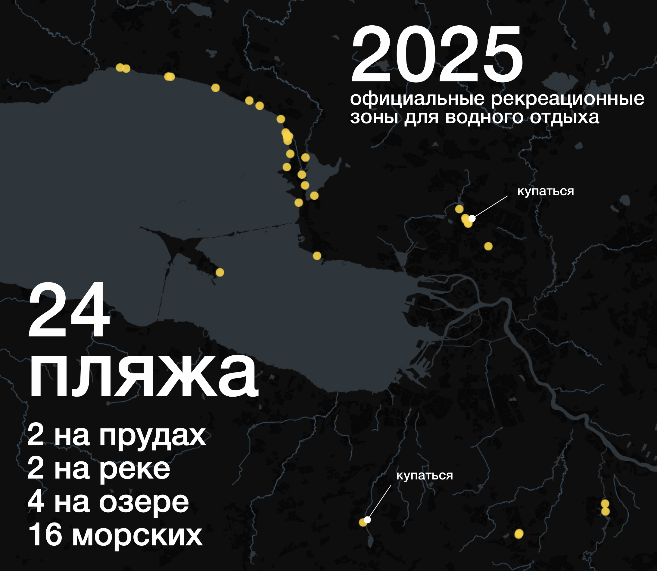 2025
официальные рекреационные
зоны для водного отдыха
купаться
24
пляжа
2 на прудах
2 на реке
4 на озере
16 морских
купаться